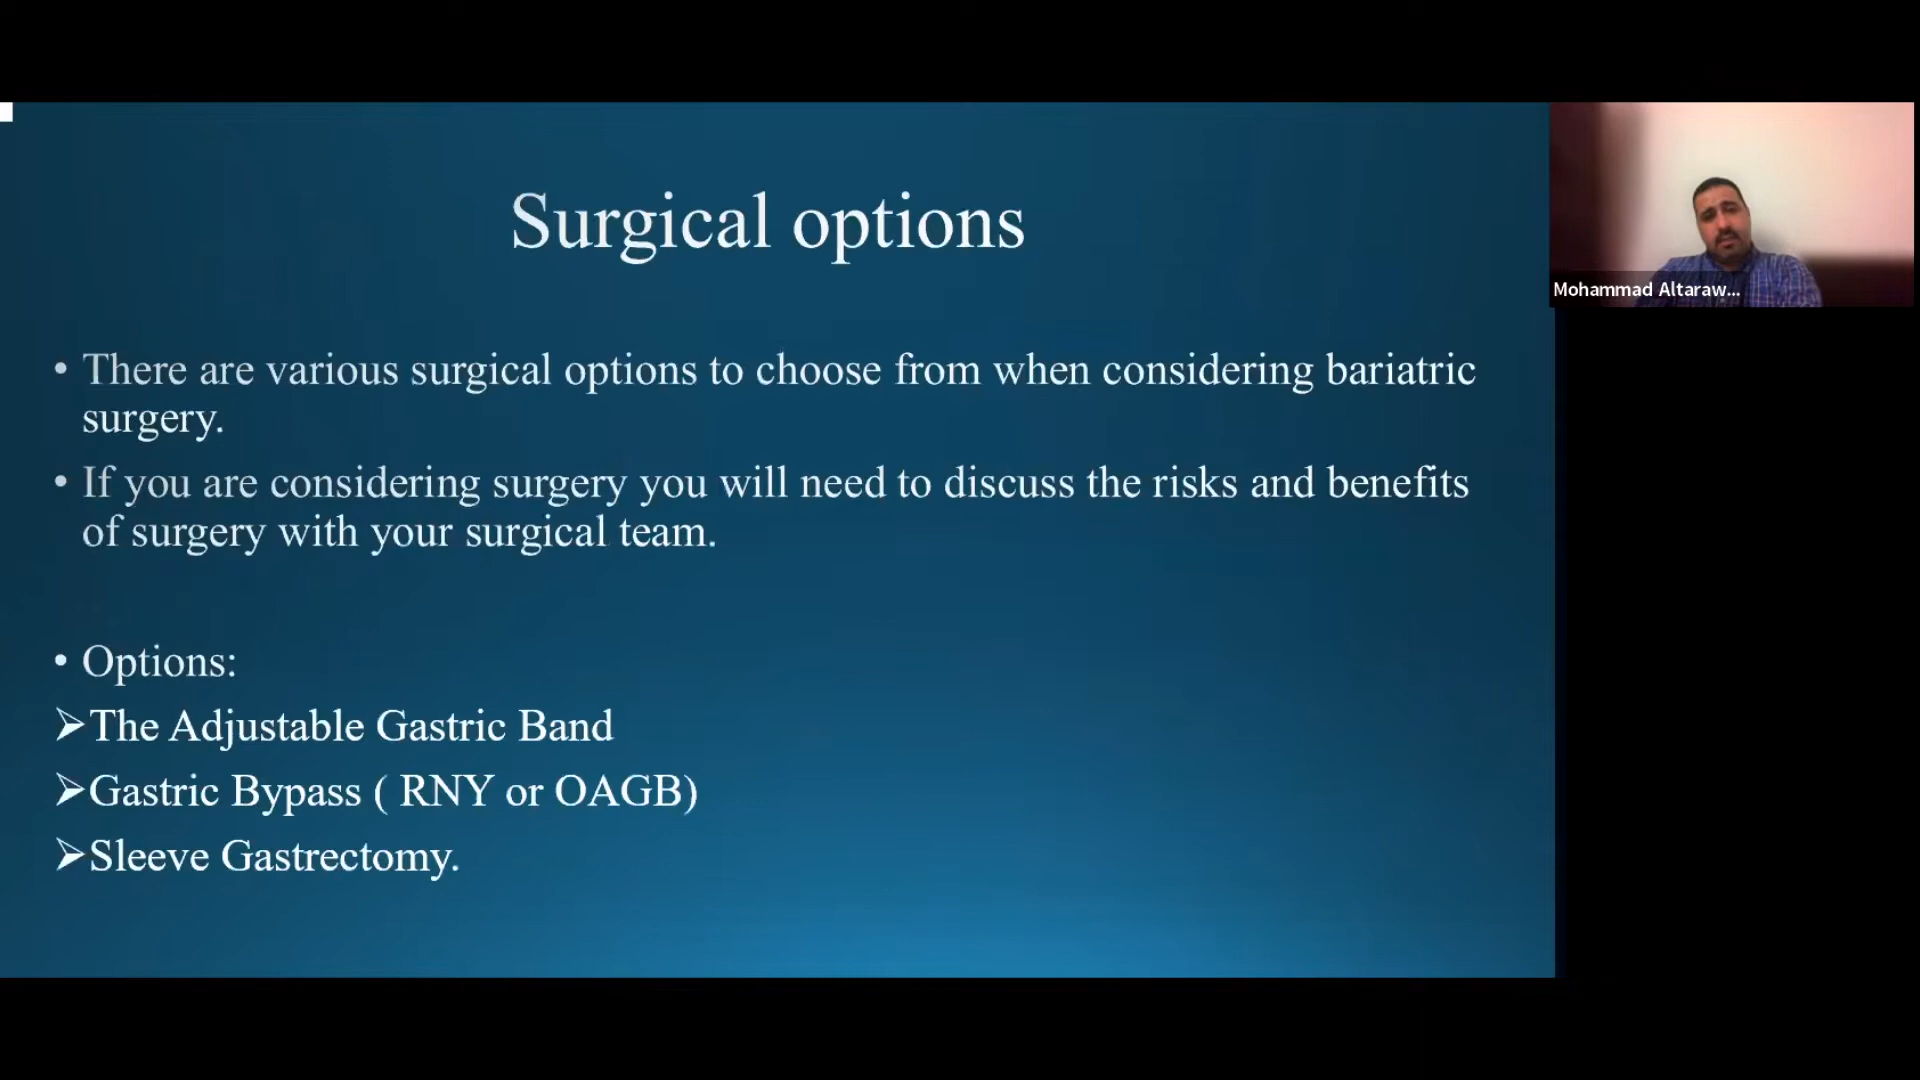 Surgical options
• There are various surgical options to choose from when considering bariatric
surgery.
• If you are considering surgery you will need to discuss the risks and benefits
of surgery with your surgical team.
• Options:
➢The Adjustable Gastric Band
➢Gastric Bypass ( RNY or OAGB)
➢Sleeve Gastrectomy.
Mohammad Altaraw...